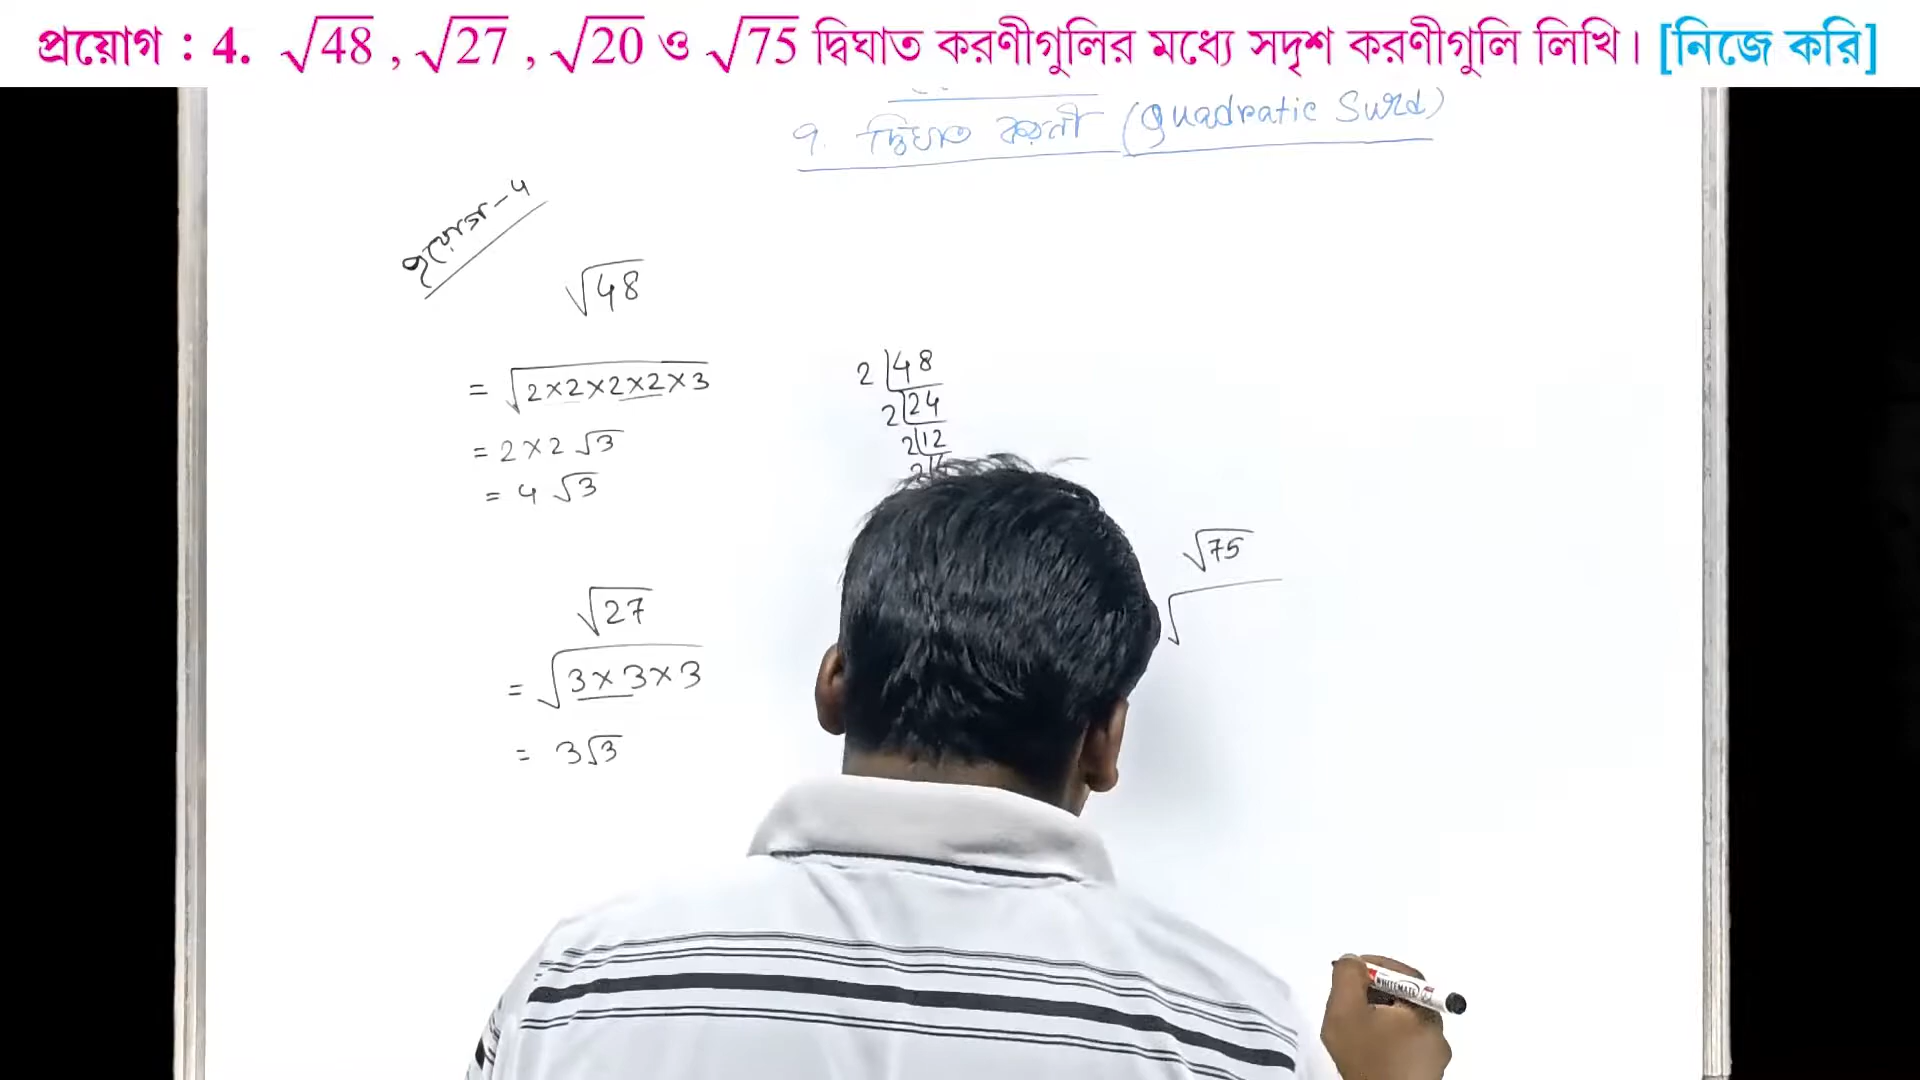 প্রয়োগ : 4. √48 , √27 , √20 ও √75 দ্বিঘাত করণীগুলির মধ্যে সদৃশ করণীগুলি লিখি। [নিজে করি]
9. দ্বিঘাত করণী (Quadratic Surd)
প্রয়োগ-4
√48
= √2×2×2×2×3
= 2×2 √3
= 4 √3
2 48
2 24
2 12
√75
√27
= √3×3×3
= 3√3
WHITEMATE